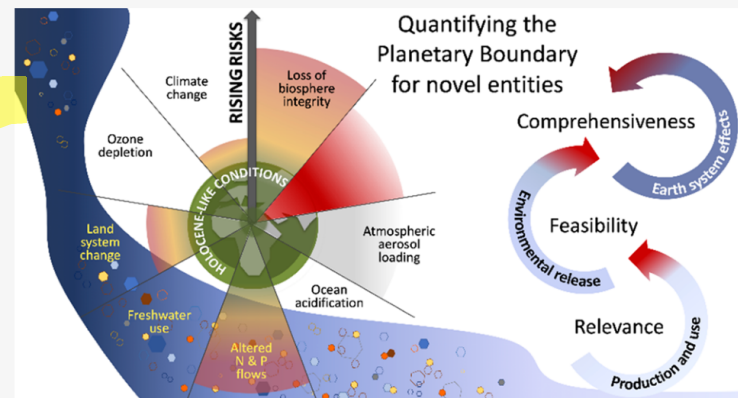 Quantifying the
Planetary Boundary
for novel entities
RISING RISKS
Climate
change
Loss of
biosphere
integrity
Ozone
depletion
HOLOCENE-LIKE CONDITIONS
Land
system
change
Atmospheric
aerosol
loading
Freshwater
use
Ocean
acidification
Altered
N & P
flows
Comprehensiveness
Earth system effects
Feasibility
Environmental release
Relevance
Production and use